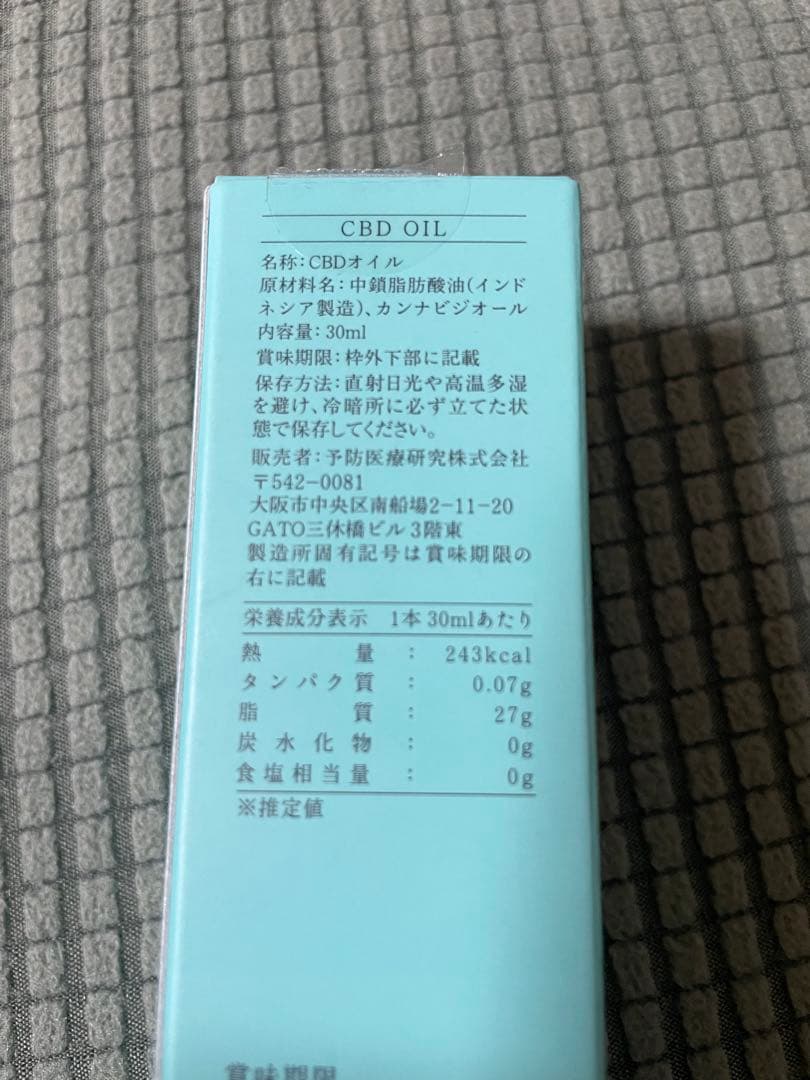 CBD OIL
名称:CBDオイル
原材料名:中鎖脂肪酸油(インド
ネシア製造)、カンナビジオール
内容量:30ml
賞味期限:枠外下部に記載
保存方法:直射日光や高温多湿
を避け、冷暗所に必ず立てた状
態で保存してください。
販売者:予防医療研究株式会社
〒542-0081
大阪市中央区南船場2-11-20
GATO三休橋ビル3階東
製造所固有記号は賞味期限の
右に記載
栄養成分表示 1本30mlあたり
熱量 : 243kcal
タンパク質 : 0.07g
脂質 : 27g
炭水化物 : 0g
食塩相当量 : 0g
※推定値
賞味期限